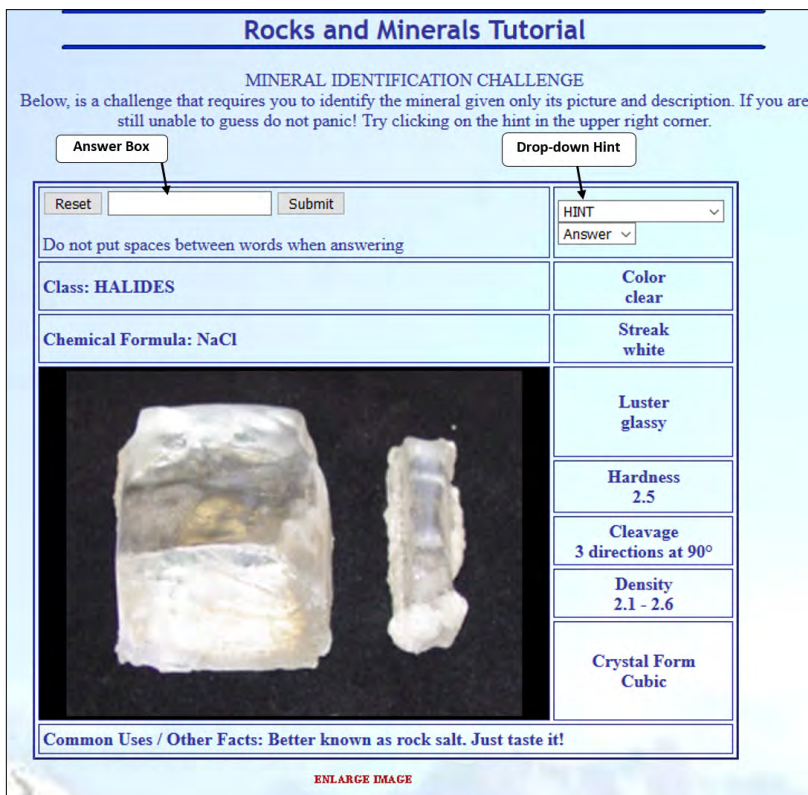 Rocks and Minerals Tutorial
MINERAL IDENTIFICATION CHALLENGE
Below, is a challenge that requires you to identify the mineral given only its picture and description. If you are
still unable to guess do not panic! Try clicking on the hint in the upper right corner.
Answer Box
Drop-down Hint
Reset
Submit
Do not put spaces between words when answering
HINT
Answer
Class: HALIDES
Color
clear
Chemical Formula: NaCl
Streak
white
Luster
glassy
Hardness
2.5
Cleavage
3 directions at 90°
Density
2.1 - 2.6
Crystal Form
Cubic
Common Uses / Other Facts: Better known as rock salt. Just taste it!
ENLARGE IMAGE